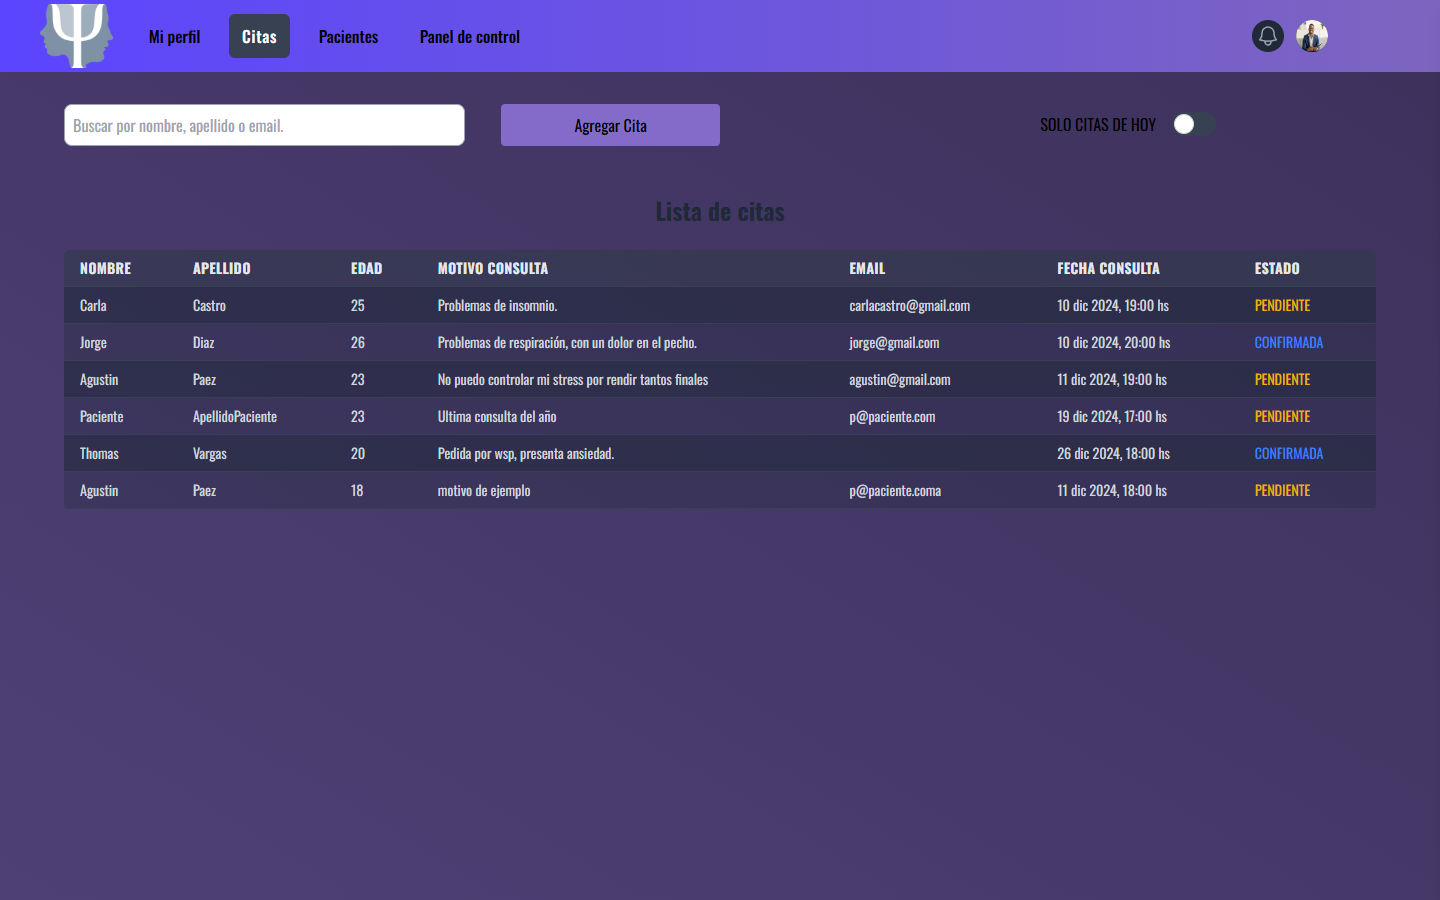 Mi perfil Citas Pacientes Panel de control
Buscar por nombre, apellido o email. Agregar Cita SOLO CITAS DE HOY
Lista de citas
NOMBRE APELLIDO EDAD MOTIVO CONSULTA EMAIL FECHA CONSULTA ESTADO
Carla Castro 25 Problemas de insomnio. carlacastro@gmail.com 10 dic 2024, 19:00 hs PENDIENTE
Jorge Diaz 26 Problemas de respiración, con un dolor en el pecho. jorge@gmail.com 10 dic 2024, 20:00 hs CONFIRMADA
Agustin Paez 23 No puedo controlar mi stress por rendir tantos finales agustin@gmail.com 11 dic 2024, 19:00 hs PENDIENTE
Paciente ApellidoPaciente 23 Ultima consulta del año p@paciente.com 19 dic 2024, 17:00 hs PENDIENTE
Thomas Vargas 20 Pedida por wsp, presenta ansiedad. 26 dic 2024, 18:00 hs CONFIRMADA
Agustin Paez 18 motivo de ejemplo p@paciente.coma 11 dic 2024, 18:00 hs PENDIENTE